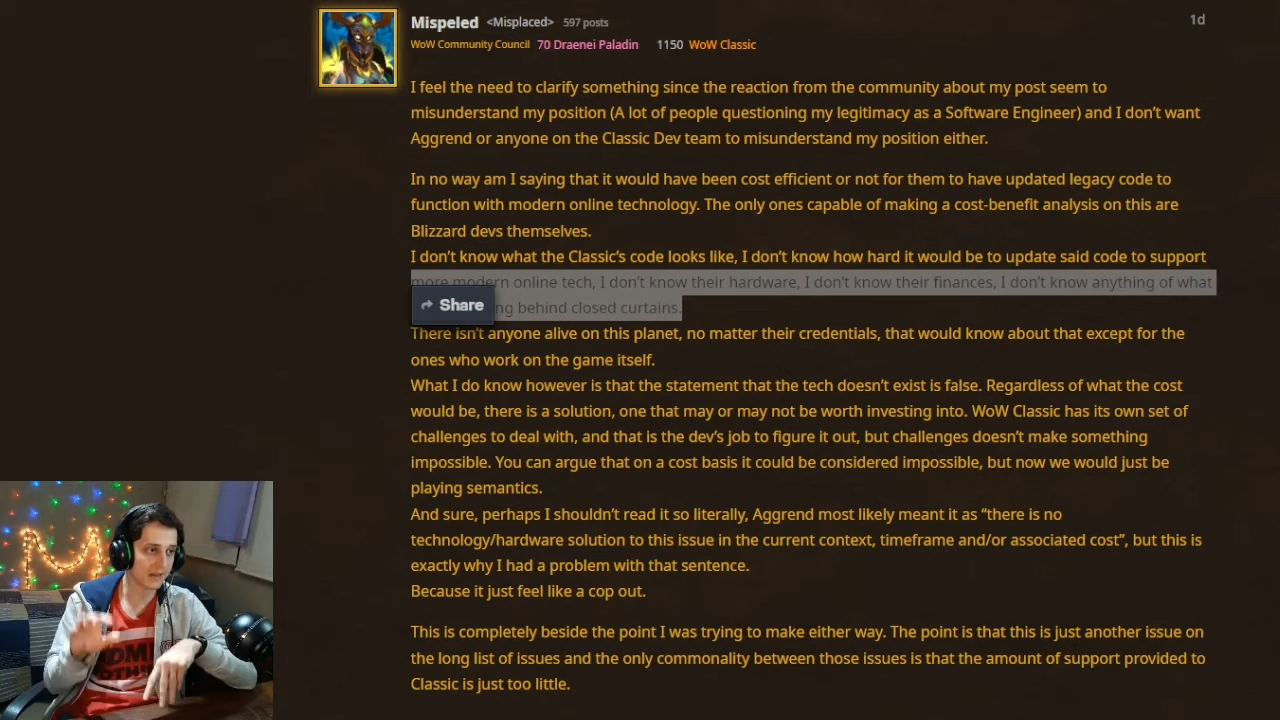 Mispeled <Misplaced> 597 posts 1d
WoW Community Council 70 Draenei Paladin 1150 WoW Classic
I feel the need to clarify something since the reaction from the community about my post seem to
misunderstand my position (A lot of people questioning my legitimacy as a Software Engineer) and I don't want
Aggrend or anyone on the Classic Dev team to misunderstand my position either.
In no way am I saying that it would have been cost efficient or not for them to have updated legacy code to
function with modern online technology. The only ones capable of making a cost-benefit analysis on this are
Blizzard devs themselves.
I don't know what the Classic's code looks like, I don't know how hard it would be to update said code to support
more modern online tech, I don't know their hardware, I don't know their finances, I don't know anything of what
Share ng behind closed curtains.
There isn't anyone alive on this planet, no matter their credentials, that would know about that except for the
ones who work on the game itself.
What I do know however is that the statement that the tech doesn't exist is false. Regardless of what the cost
would be, there is a solution, one that may or may not be worth investing into. WoW Classic has its own set of
challenges to deal with, and that is the dev's job to figure it out, but challenges doesn't make something
impossible. You can argue that on a cost basis it could be considered impossible, but now we would just be
playing semantics.
And sure, perhaps I shouldn't read it so literally, Aggrend most likely meant it as “there is no
technology/hardware solution to this issue in the current context, timeframe and/or associated cost”, but this is
exactly why I had a problem with that sentence.
Because it just feel like a cop out.
This is completely beside the point I was trying to make either way. The point is that this is just another issue on
the long list of issues and the only commonality between those issues is that the amount of support provided to
Classic is just too little.